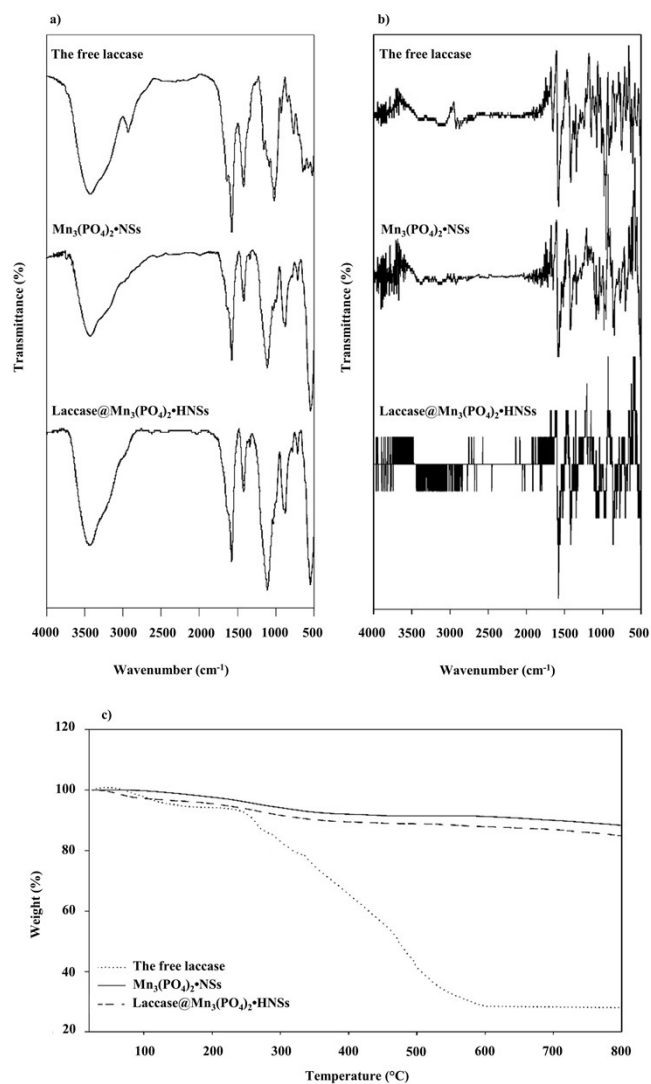 a)
The free laccase
Mn₃(PO₄)₂•NSs
Laccase@Mn₃(PO₄)₂•HNSs
Transmittance (%)
4000 3500 3000 2500 2000 1500 1000 500
Wavenumber (cm⁻¹)
b)
The free laccase
Mn₃(PO₄)₂•NSs
Laccase@Mn₃(PO₄)₂•HNSs
Transmittance (%)
4000 3500 3000 2500 2000 1500 1000 500
Wavenumber (cm⁻¹)
c)
120
100
80
60
40
20
Weight (%)
The free laccase
Mn₃(PO₄)₂•NSs
Laccase@Mn₃(PO₄)₂•HNSs
100 200 300 400 500 600 700 800
Temperature (°C)